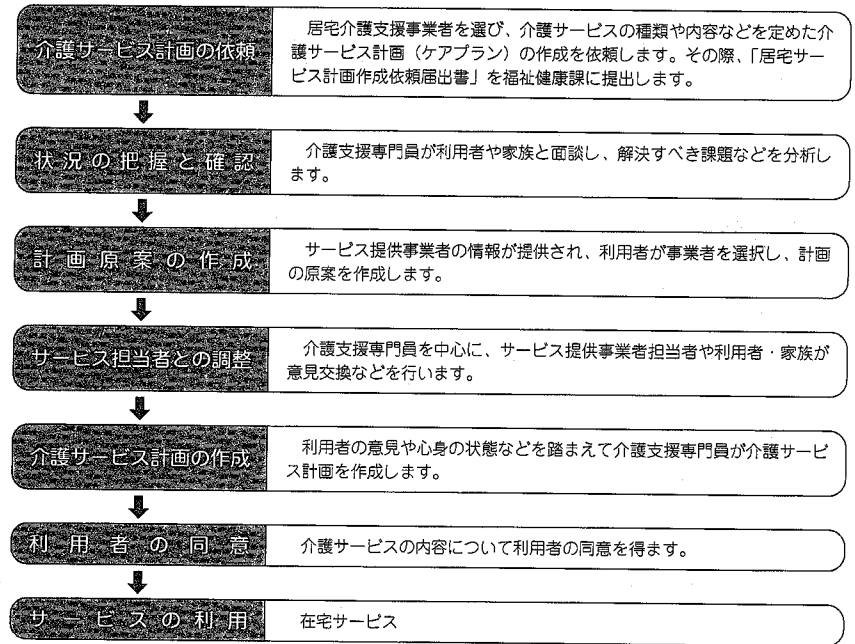 介護サービス計画の依頼
居宅介護支援事業者を選び、介護サービスの種類や内容などを定めた介
護サービス計画（ケアプラン）の作成を依頼します。その際、「居宅サー
ビス計画作成依頼届出書」を福祉健康課に提出します。
状況の把握と確認
介護支援専門員が利用者や家族と面談し、解決すべき課題などを分析し
ます。
計画原案の作成
サービス提供事業者の情報が提供され、利用者が事業者を選択し、計画
の原案を作成します。
サービス担当者との調整
介護支援専門員を中心に、サービス提供事業者担当者や利用者・家族が
意見交換などを行います。
介護サービス計画の作成
利用者の意見や心身の状態などを踏まえて介護支援専門員が介護サービ
ス計画を作成します。
利用者の同意
介護サービスの内容について利用者の同意を得ます。
サービスの利用
在宅サービス